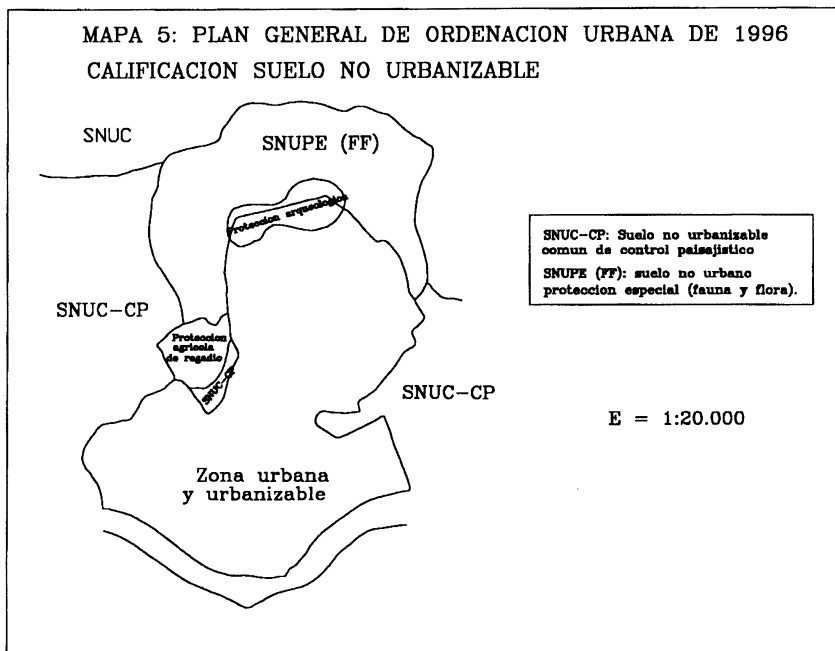 MAPA 5: PLAN GENERAL DE ORDENACION URBANA DE 1996
CALIFICACION SUELO NO URBANIZABLE
SNUC
SNUPE (FF)
Proteccion arqueologica
SNUC-CP: Suelo no urbanizable
comun de control paisajistico
SNUPE (FF): suelo no urbano
proteccion especial (fauna y flora).
SNUC-CP
Proteccion
agricola
de regadio
SNUC-CP
SNUC-CP
E = 1:20.000
Zona urbana
y urbanizable